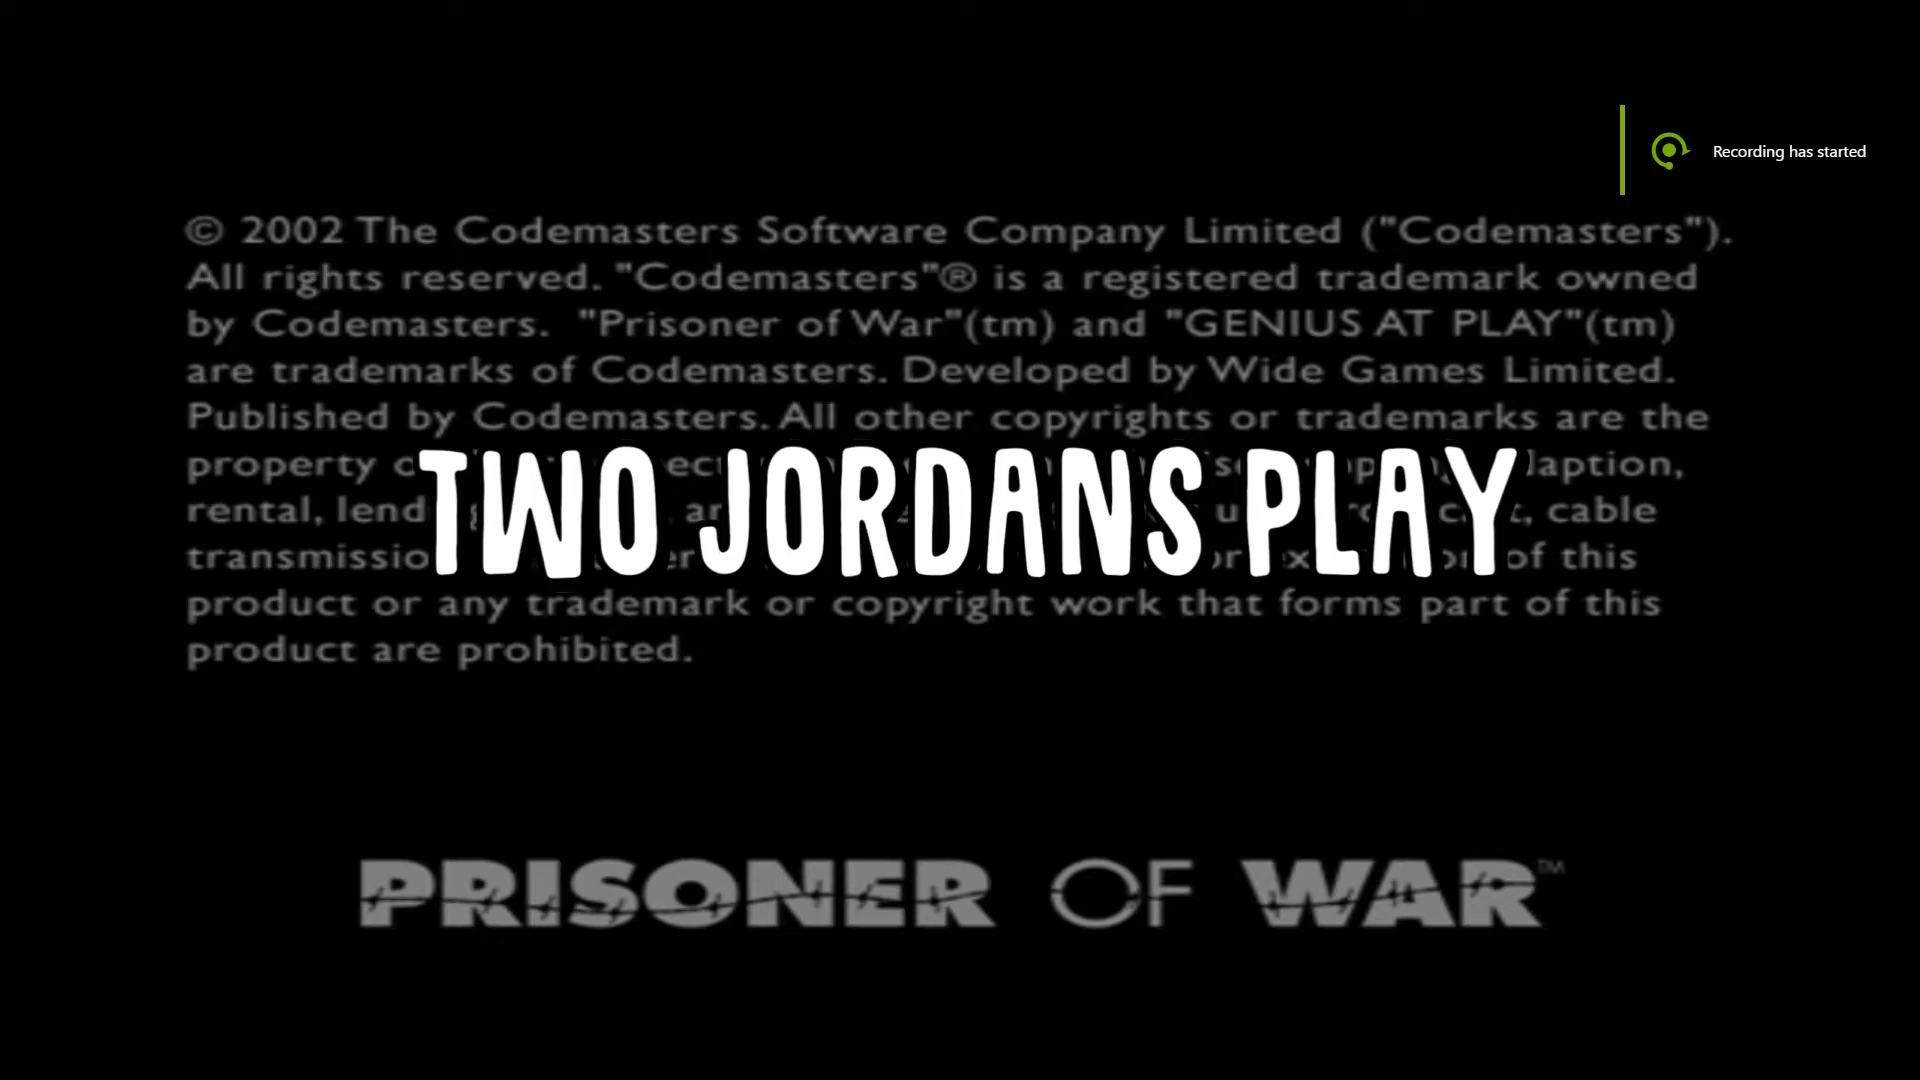 Recording has started
© 2002 The Codemasters Software Company Limited ("Codemasters").
All rights reserved. "Codemasters"® is a registered trademark owned
by Codemasters. "Prisoner of War"(tm) and "GENIUS AT PLAY"(tm)
are trademarks of Codemasters. Developed by Wide Games Limited.
Published by Codemasters. All other copyrights or trademarks are the
property
TWO JORDANS PLAY
rental, cable
of this
product or any trademark or copyright work that forms part of this
product are prohibited.
PRISONER OF WAR™